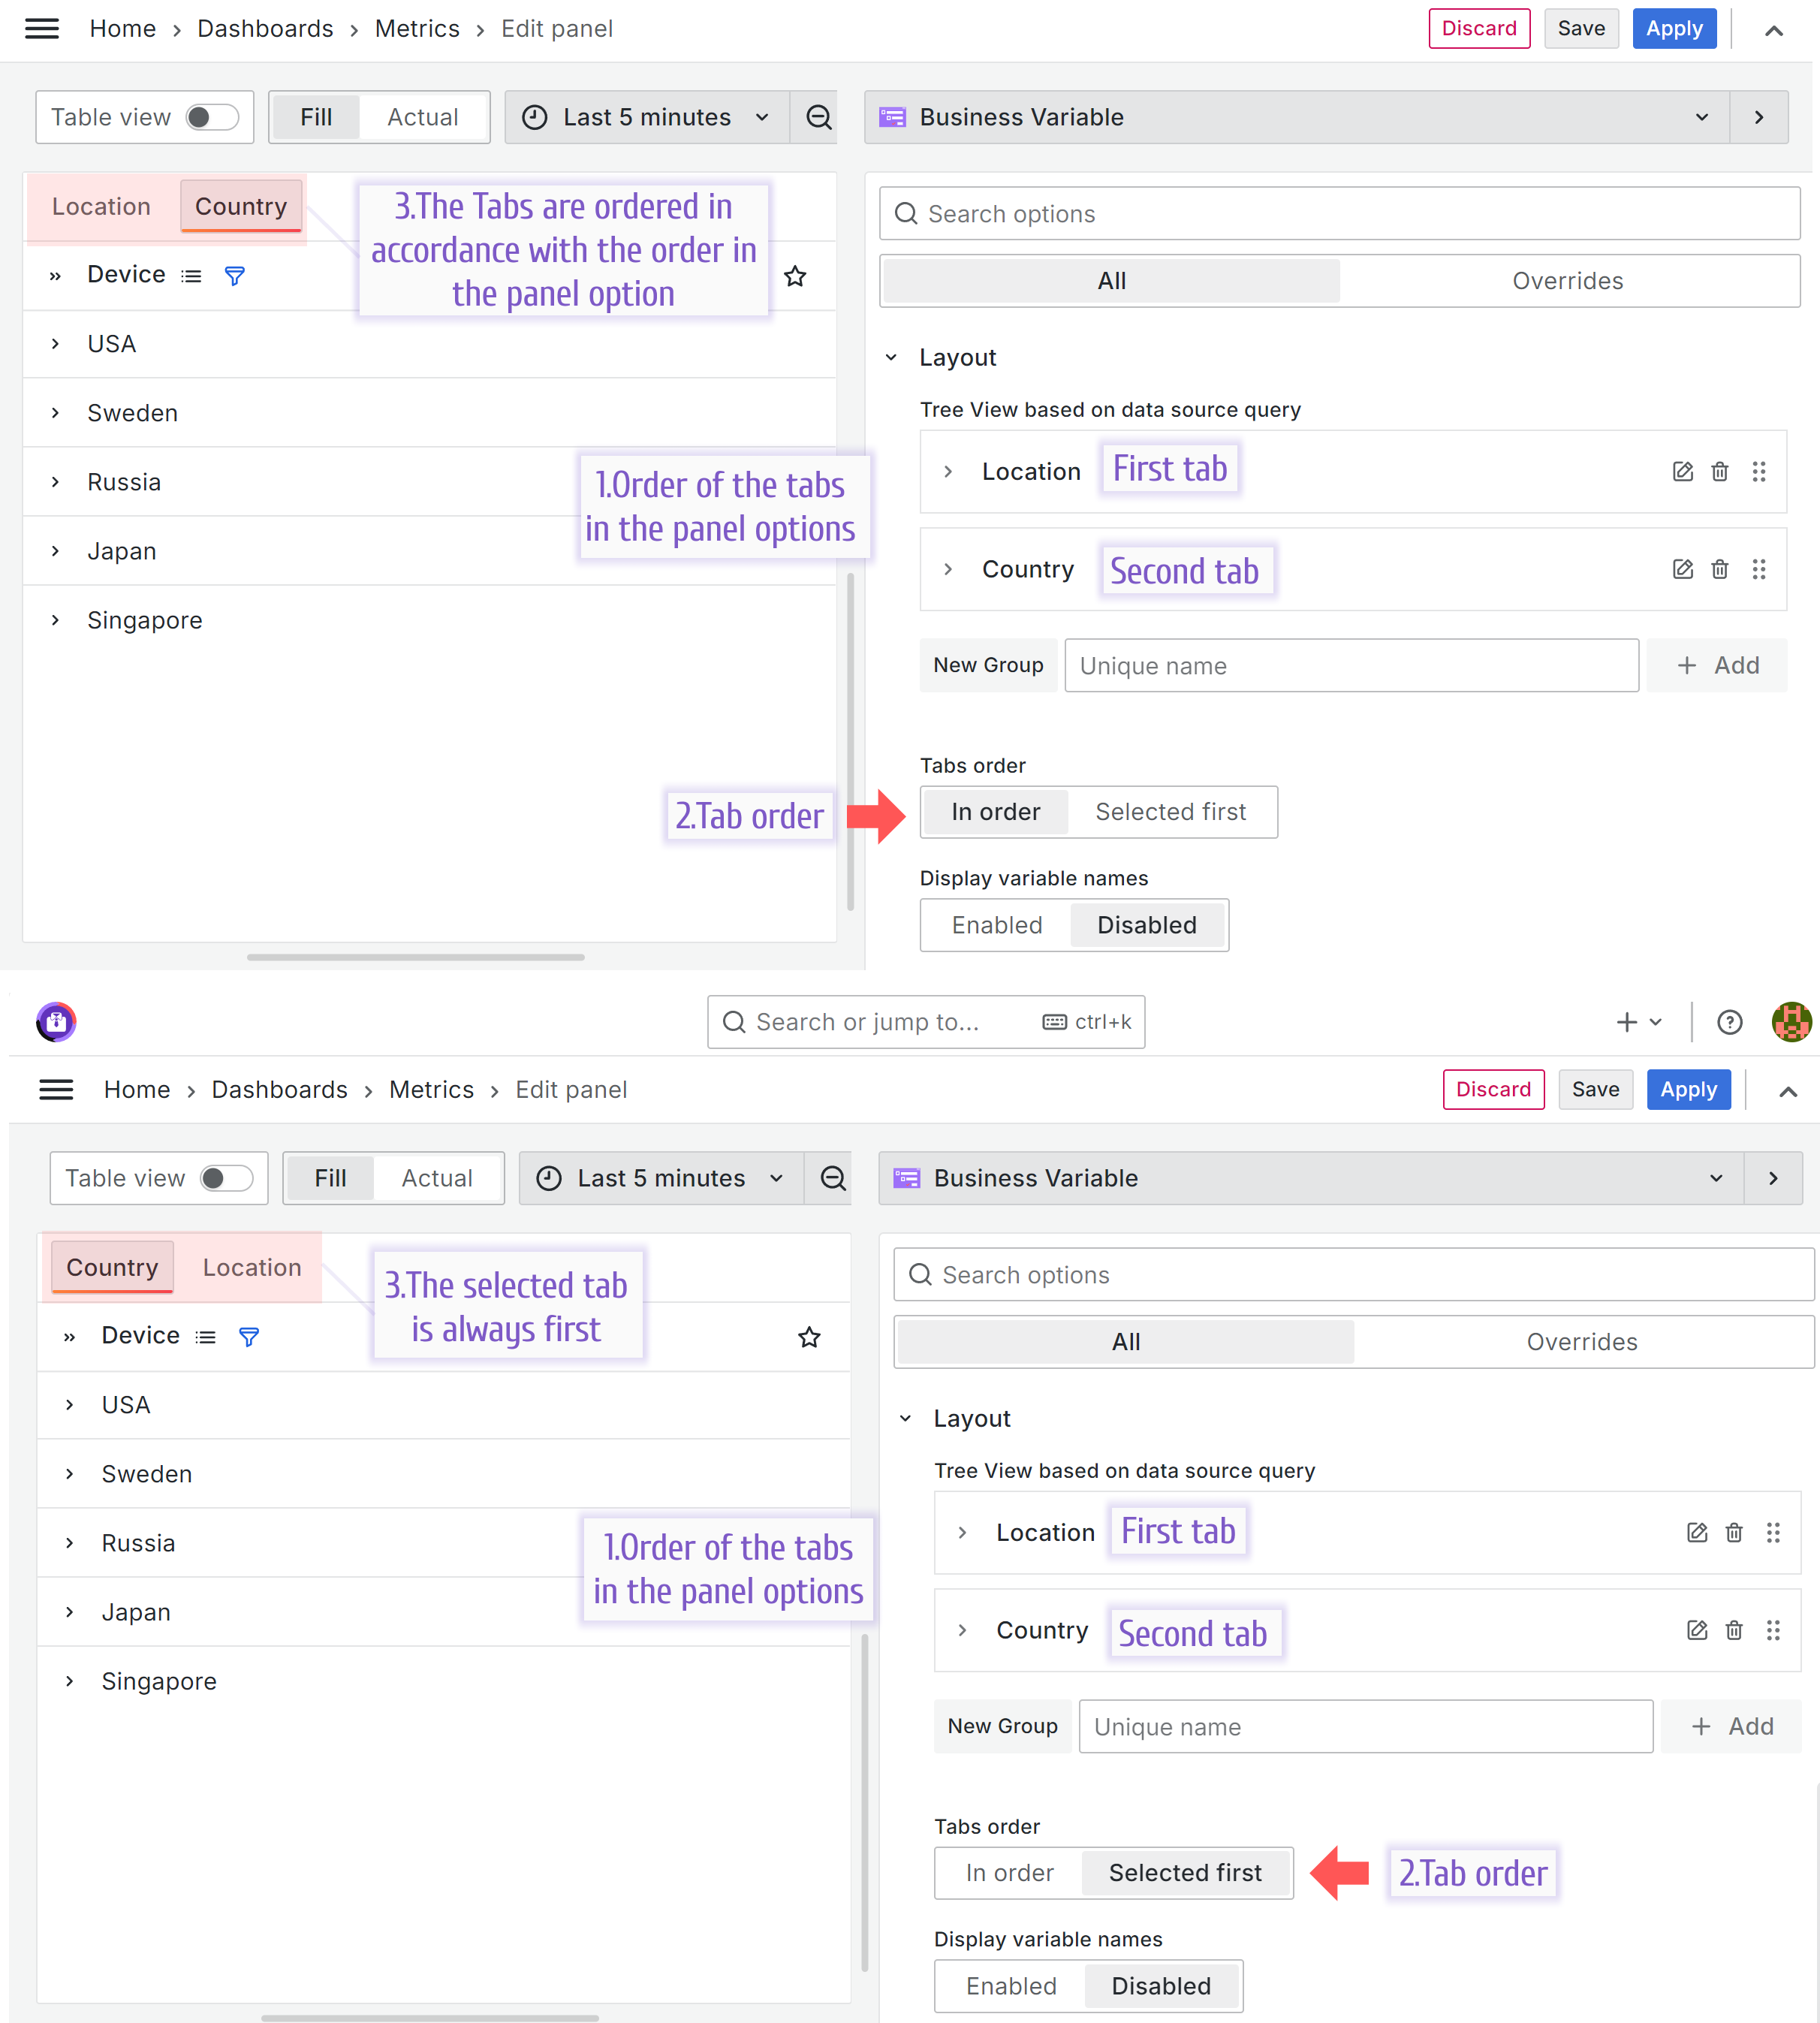 Home › Dashboards › Metrics › Edit panel
Discard Save Apply
Table view Fill Actual Last 5 minutes
Business Variable
Location Country
3.The Tabs are ordered in
accordance with the order in
the panel option
Device
USA
Sweden
Russia
Japan
Singapore
1.Order of the tabs
in the panel options
Search options
All Overrides
Layout
Tree View based on data source query
Location First tab
Country Second tab
New Group Unique name + Add
Tabs order
2.Tab order
In order Selected first
Display variable names
Enabled Disabled
Search or jump to... ctrl+k
Home › Dashboards › Metrics › Edit panel
Discard Save Apply
Table view Fill Actual Last 5 minutes
Business Variable
Country Location
3.The selected tab
is always first
Device
USA
Sweden
Russia
Japan
Singapore
1.Order of the tabs
in the panel options
Search options
All Overrides
Layout
Tree View based on data source query
Location First tab
Country Second tab
New Group Unique name + Add
Tabs order
In order Selected first
2.Tab order
Display variable names
Enabled Disabled